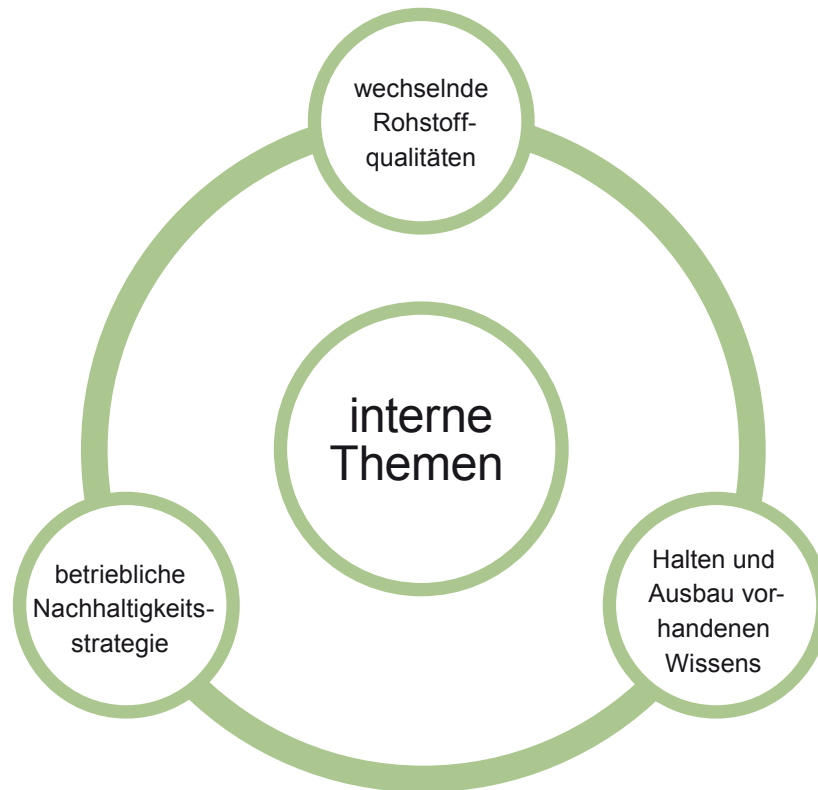 wechselnde
Rohstoff-
qualitäten
interne
Themen
betriebliche
Nachhaltigkeits-
strategie
Halten und
Ausbau vor-
handenen
Wissens